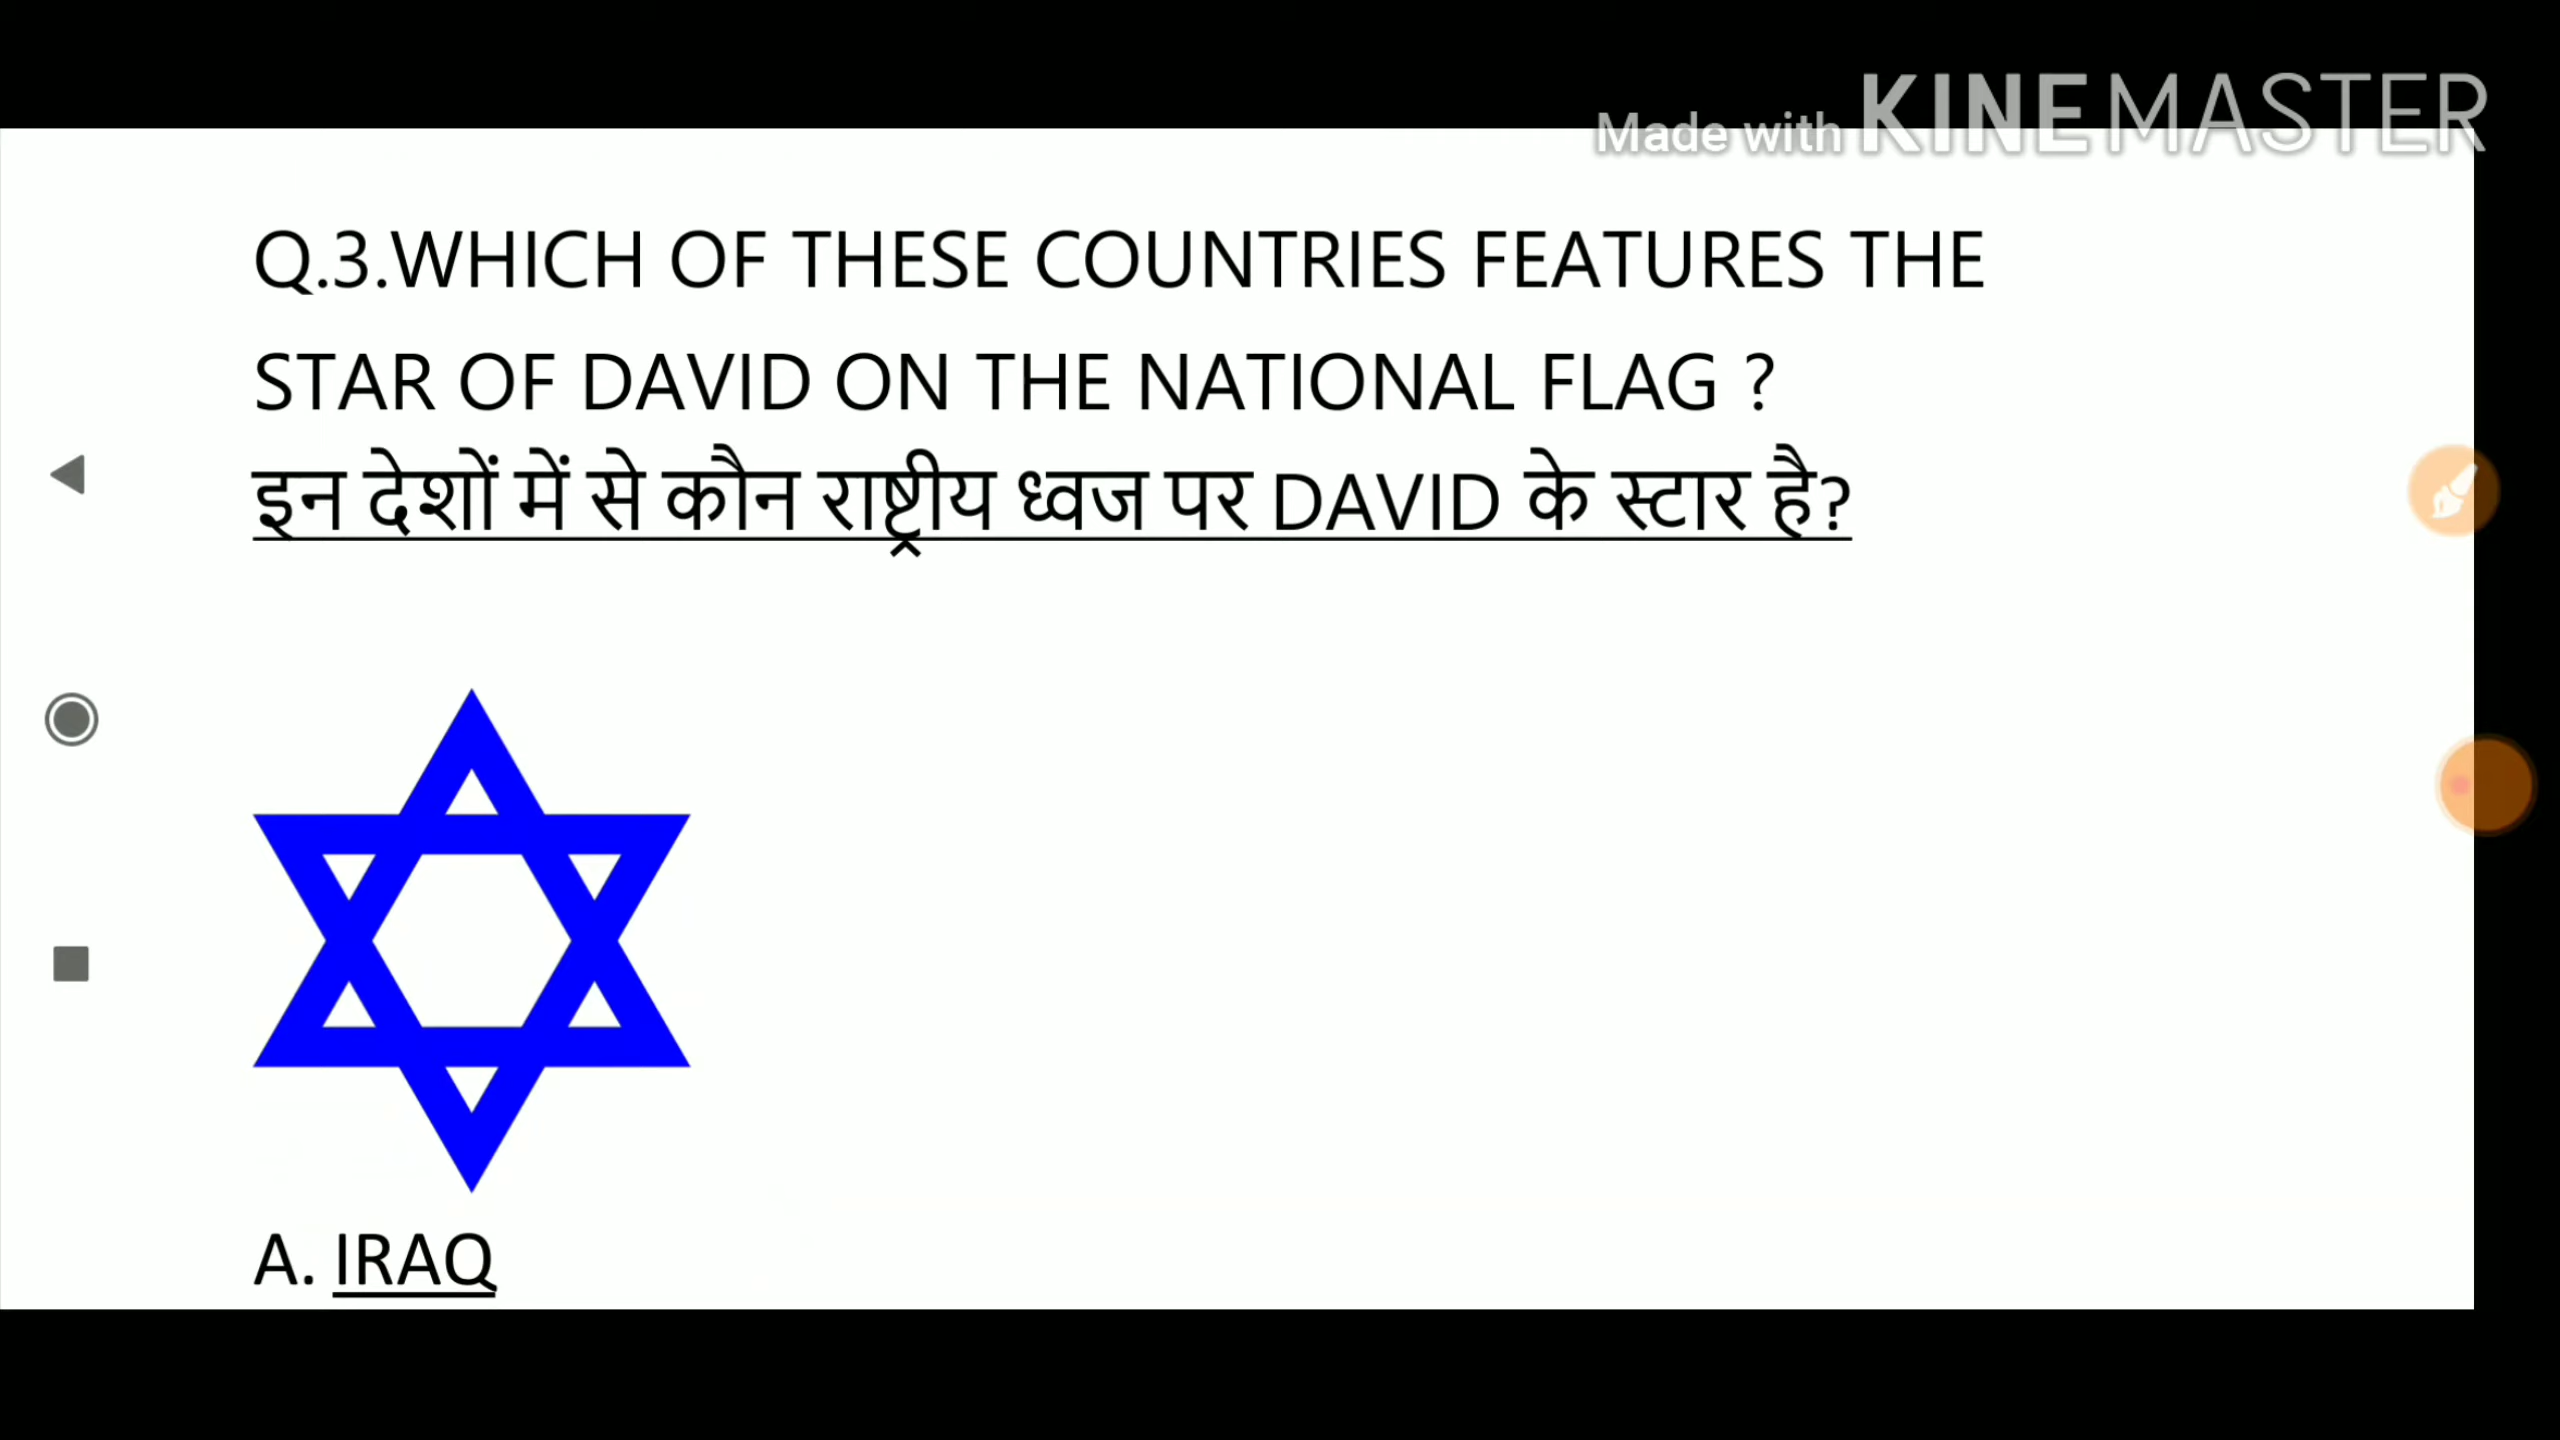 Made with KINEMASTER
Q.3.WHICH OF THESE COUNTRIES FEATURES THE
STAR OF DAVID ON THE NATIONAL FLAG ?
इन देशों में से कौन राष्ट्रीय ध्वज पर DAVID के स्टार है?
A. IRAQ